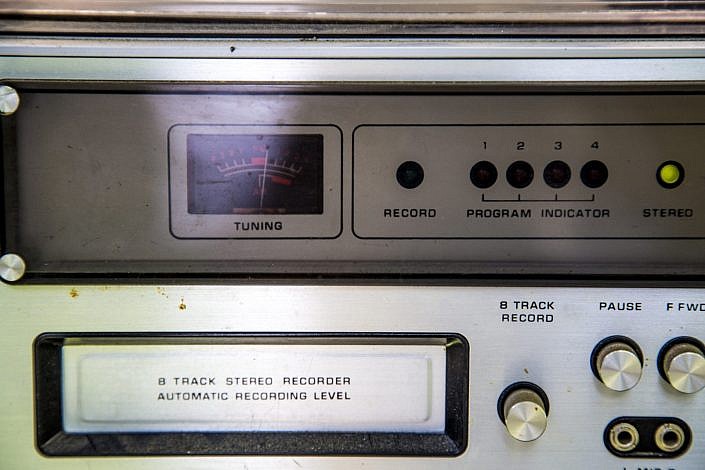 1 2 3 4
TUNING
RECORD
PROGRAM INDICATOR
STEREO
8 TRACK
RECORD
PAUSE
F FWD
8 TRACK STEREO RECORDER
AUTOMATIC RECORDING LEVEL